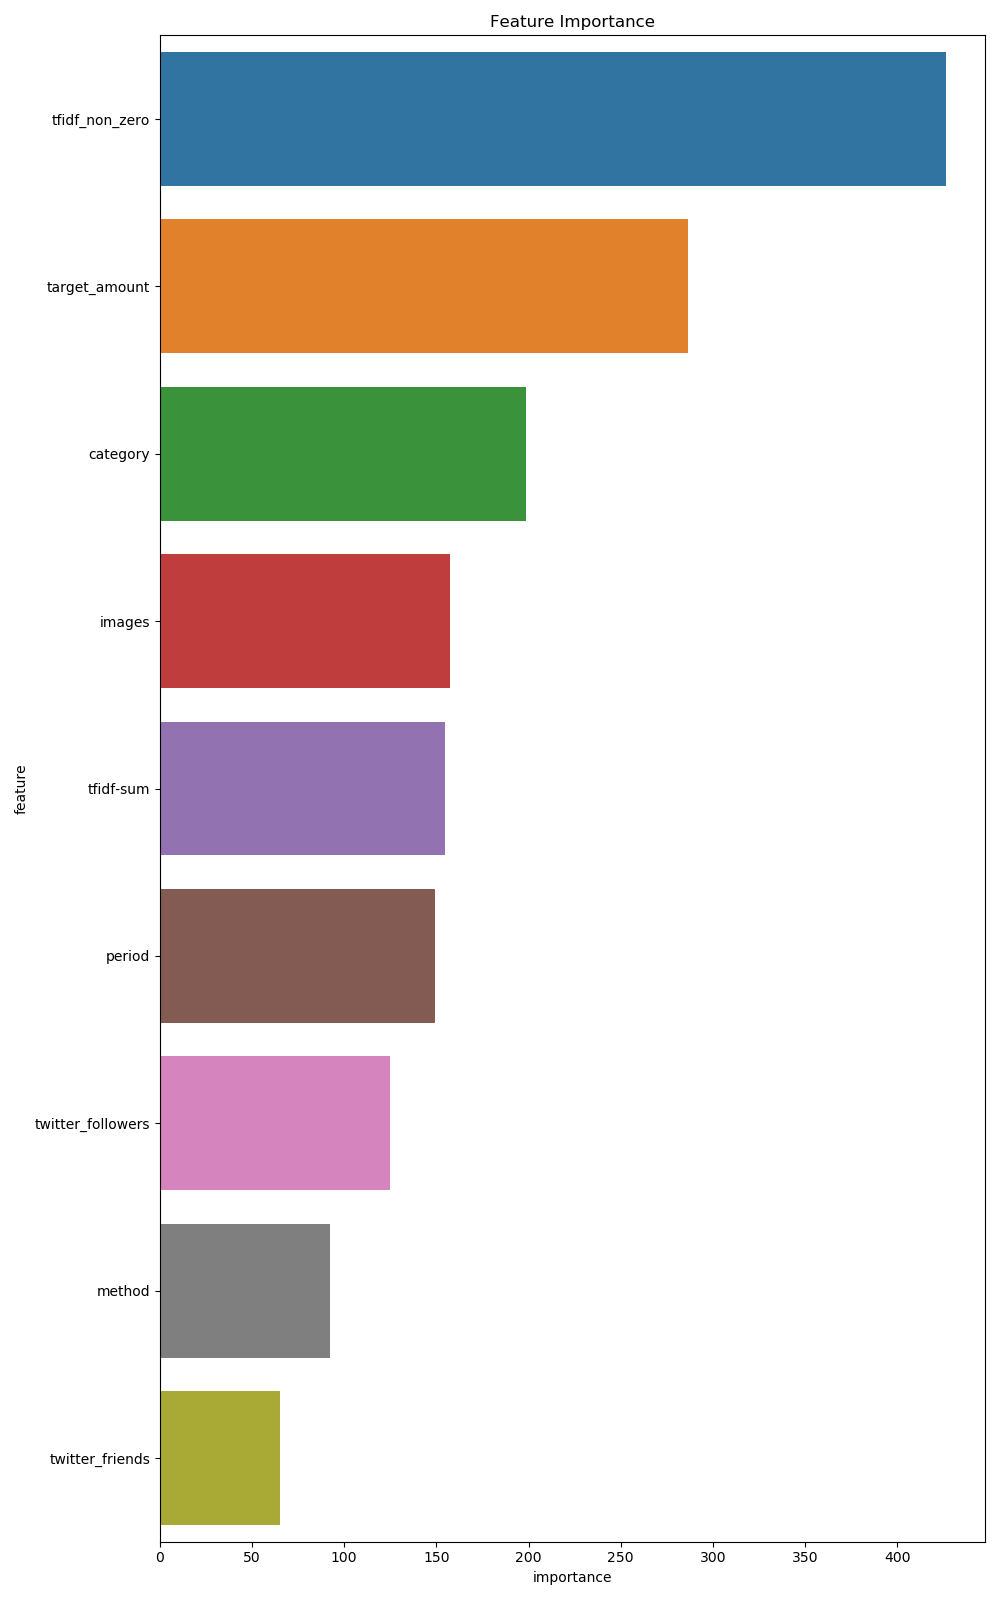 Feature Importance
tfidf_non_zero
target_amount
category
images
tfidf-sum
feature
period
twitter_followers
method
twitter_friends
0 50 100 150 200 250 300 350 400
importance